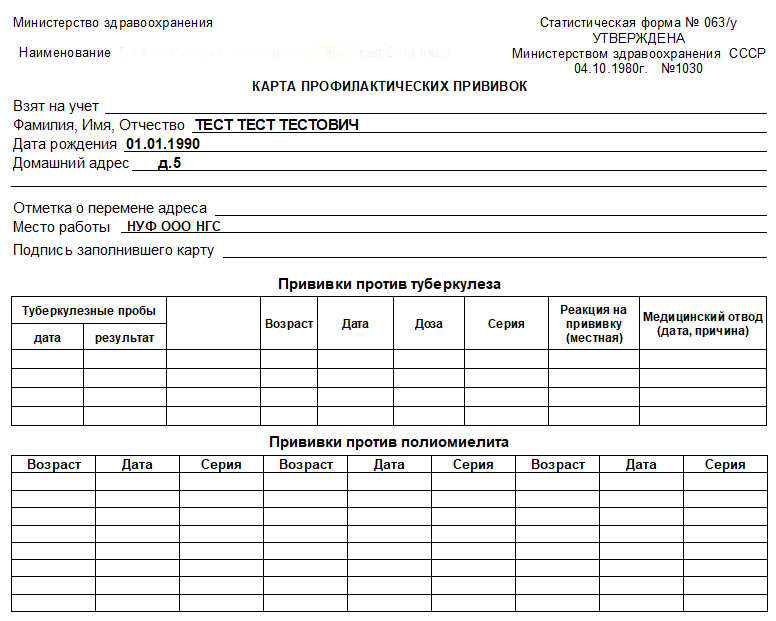 Министерство здравоохранения
Статистическая форма № 063/у
УТВЕРЖДЕНА
Наименование
Министерством здравоохранения СССР
04.10.1980г. №1030
КАРТА ПРОФИЛАКТИЧЕСКИХ ПРИВИВОК
Взят на учет
Фамилия, Имя, Отчество ТЕСТ ТЕСТ ТЕСТОВИЧ
Дата рождения 01.01.1990
Домашний адрес д.5
Отметка о перемене адреса
Место работы НУФ ООО НГС
Подпись заполнившего карту
Прививки против туберкулеза
Туберкулезные пробы
дата
результат
Возраст
Дата
Доза
Серия
Реакция на
прививку
(местная)
Медицинский отвод
(дата, причина)
Прививки против полиомиелита
Возраст Дата Серия Возраст Дата Серия Возраст Дата Серия